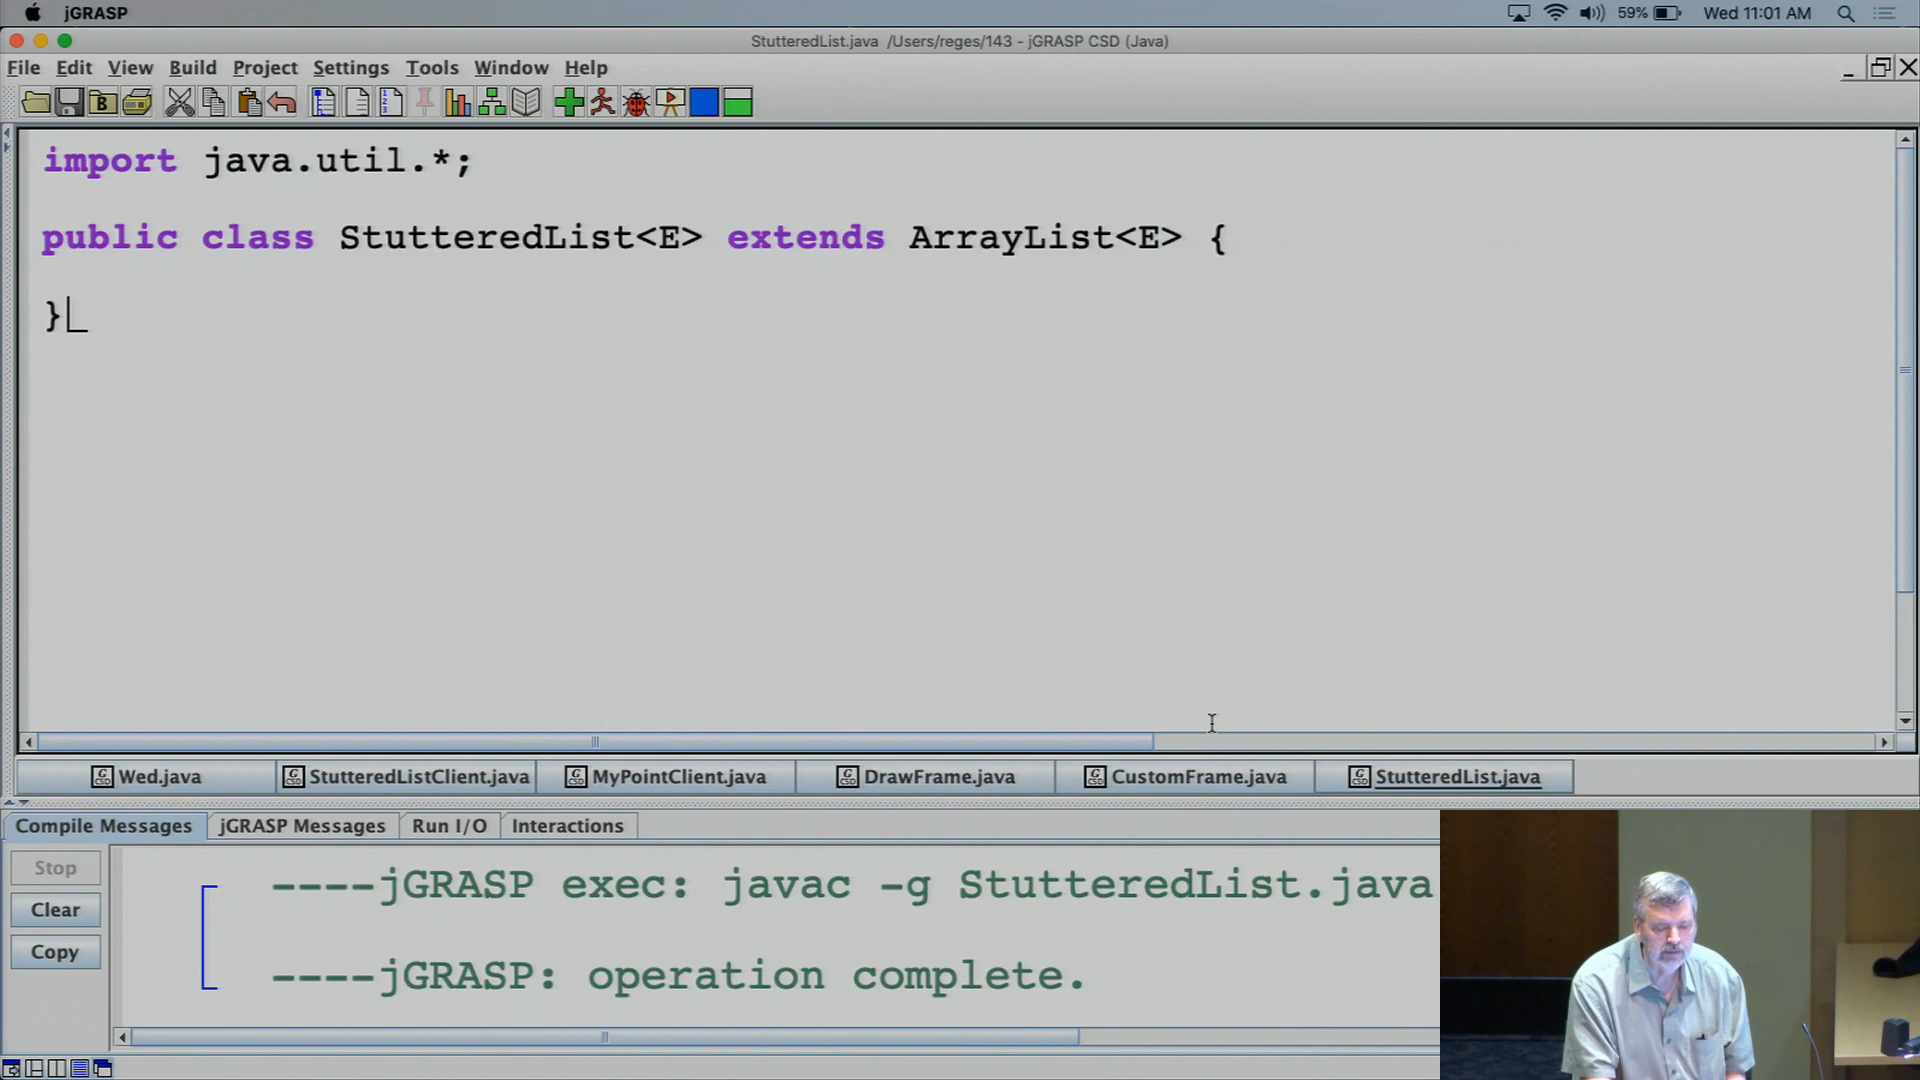 jGRASP
59%
Wed 11:01 AM
StutteredList.java /Users/reges/143 - jGRASP CSD (Java)
File Edit View Build Project Settings Tools Window Help
import java.util.*;
public class StutteredList<E> extends ArrayList<E> {
}
Wed.java StutteredListClient.java MyPointClient.java DrawFrame.java CustomFrame.java StutteredList.java
Compile Messages jGRASP Messages Run I/O Interactions
Stop
Clear
Copy
----jGRASP exec: javac -g StutteredList.java
----jGRASP: operation complete.